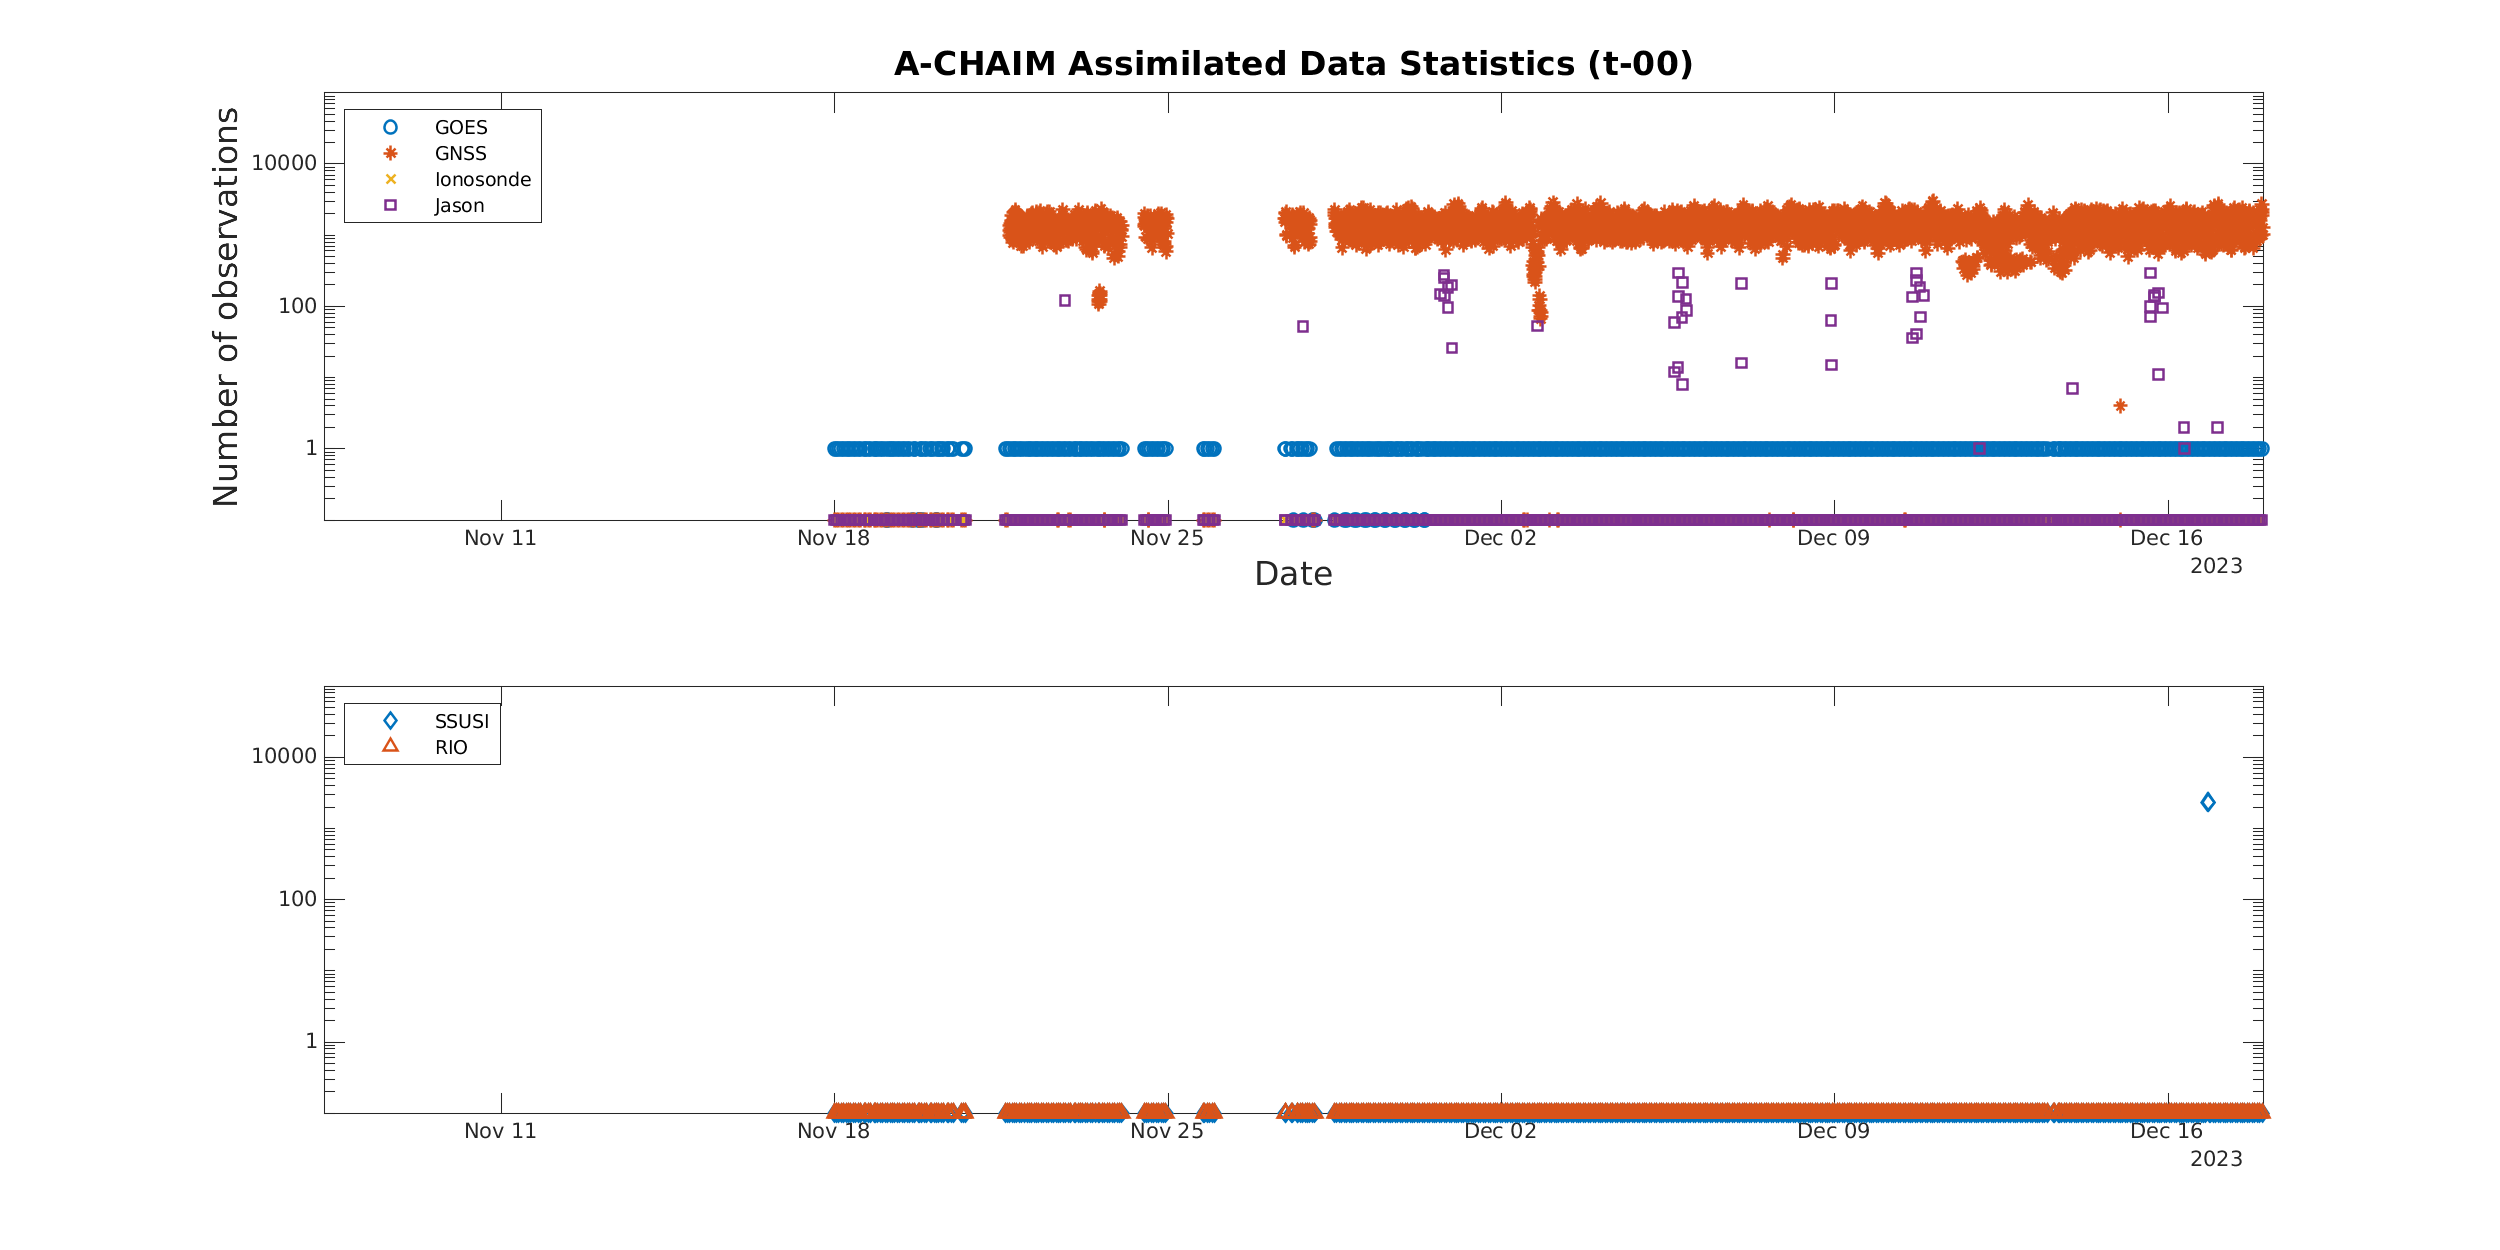 A-CHAIM Assimilated Data Statistics (t-00)
Number of observations
10000
100
1
GOES
GNSS
Ionosonde
Jason
Nov 11 Nov 18 Nov 25 Dec 02 Dec 09 Dec 16
2023
Date
10000
100
1
SSUSI
RIO
Nov 11 Nov 18 Nov 25 Dec 02 Dec 09 Dec 16
2023